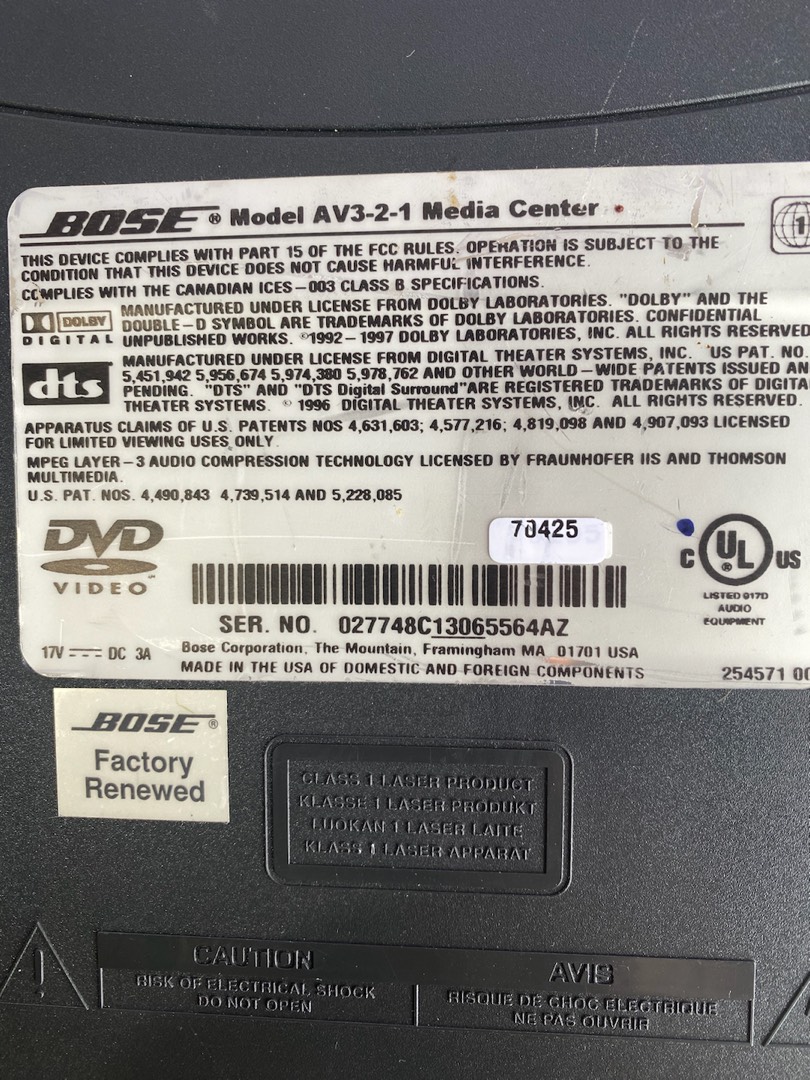 BOSE® Model AV3-2-1 Media Center
THIS DEVICE COMPLIES WITH PART 15 OF THE FCC RULES. OPERATION IS SUBJECT TO THE
CONDITION THAT THIS DEVICE DOES NOT CAUSE HARMFUL INTERFERENCE.
COMPLIES WITH THE CANADIAN ICES-003 CLASS B SPECIFICATIONS.
DOLBY
DIGITAL
MANUFACTURED UNDER LICENSE FROM DOLBY LABORATORIES. "DOLBY" AND THE
DOUBLE-D SYMBOL ARE TRADEMARKS OF DOLBY LABORATORIES. CONFIDENTIAL
UNPUBLISHED WORKS. ©1992-1997 DOLBY LABORATORIES, INC. ALL RIGHTS RESERVED
dts
MANUFACTURED UNDER LICENSE FROM DIGITAL THEATER SYSTEMS, INC. US PAT. NO.
5,451,942 5,956,674 5,974,380 5,978,762 AND OTHER WORLD-WIDE PATENTS ISSUED AN
PENDING. "DTS" AND "DTS Digital Surround" ARE REGISTERED TRADEMARKS OF DIGITA
THEATER SYSTEMS. © 1996 DIGITAL THEATER SYSTEMS, INC. ALL RIGHTS RESERVED.
APPARATUS CLAIMS OF U.S. PATENTS NOS 4,631,603; 4,577,216; 4,819,098 AND 4,907,093 LICENSED
FOR LIMITED VIEWING USES ONLY
MPEG LAYER-3 AUDIO COMPRESSION TECHNOLOGY LICENSED BY FRAUNHOFER IIS AND THOMSON
MULTIMEDIA.
U.S. PAT. NOS. 4,490,843 4,739,514 AND 5,228,085
DVD
VIDEO
70425
C UL® US
LISTED 917D
AUDIO
EQUIPMENT
SER. NO. 027748C13065564AZ
17V DC 3A
Bose Corporation, The Mountain, Framingham MA 01701 USA
MADE IN THE USA OF DOMESTIC AND FOREIGN COMPONENTS
254571 00
BOSE®
Factory
Renewed
CLASS 1 LASER PRODUCT
KLASSE 1 LASER PRODUKT
LUOKAN 1 LASER LAITE
KLASS 1 LASER APPARAT
CAUTION
RISK OF ELECTRICAL SHOCK
DO NOT OPEN
AVIS
RISQUE DE CHOC ELECTRIQUE
NE PAS OUVRIR